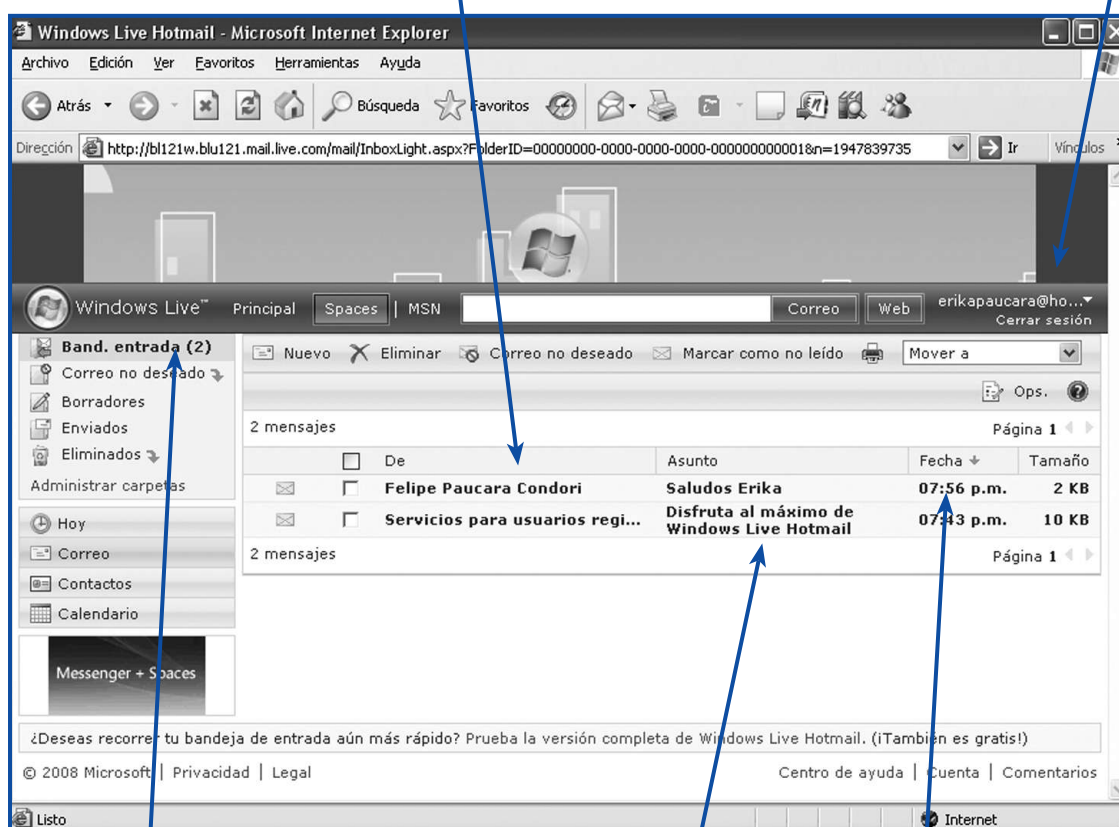 Windows Live Hotmail - Microsoft Internet Explorer
Archivo Edición Ver Favoritos Herramientas Ayuda
Atrás Búsqueda Favoritos
Dirección http://bl121w.blu121.mail.live.com/mail/InboxLight.aspx?FolderID=00000000-0000-0000-0000-000000000001&n=1947839735 Ir Vínculos
Windows Live™ Principal Spaces | MSN Correo Web erikapaucara@ho...
Cerrar sesión
Band. entrada (2)
Correo no deseado
Borradores
Enviados
Eliminados
Administrar carpetas
Hoy
Correo
Contactos
Calendario
Messenger + Spaces
Nuevo Eliminar Correo no deseado Marcar como no leído Mover a
Ops.
2 mensajes Página 1
De Asunto Fecha Tamaño
Felipe Paucara Condori Saludos Erika 07:56 p.m. 2 KB
Servicios para usuarios regi... Disfruta al máximo de Windows Live Hotmail 07:43 p.m. 10 KB
2 mensajes Página 1
¿Deseas recorrer tu bandeja de entrada aún más rápido? Prueba la versión completa de Windows Live Hotmail. (¡También es gratis!)
© 2008 Microsoft | Privacidad | Legal Centro de ayuda | Cuenta | Comentarios
Listo Internet